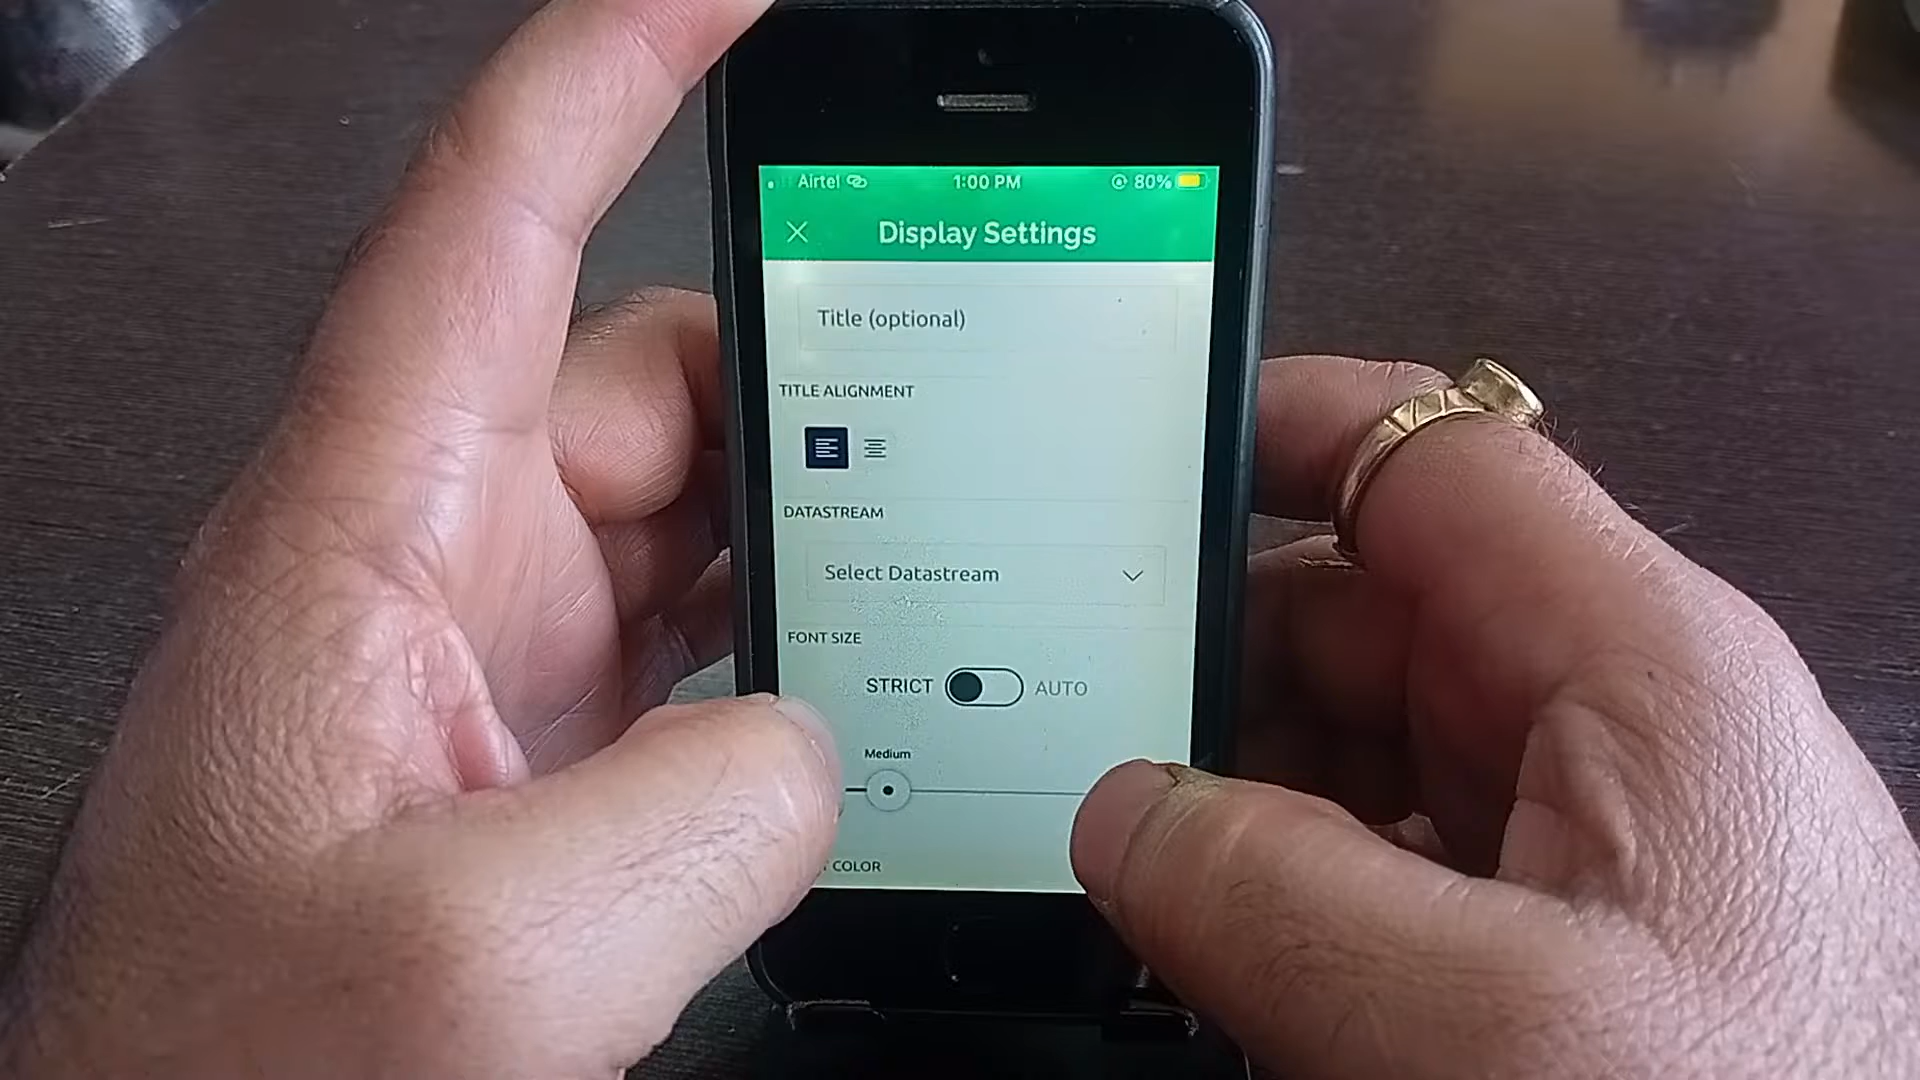 Airtel 1:00 PM 80%
Display Settings
Title (optional)
TITLE ALIGNMENT
DATASTREAM
Select Datastream
FONT SIZE
STRICT AUTO
Medium
COLOR